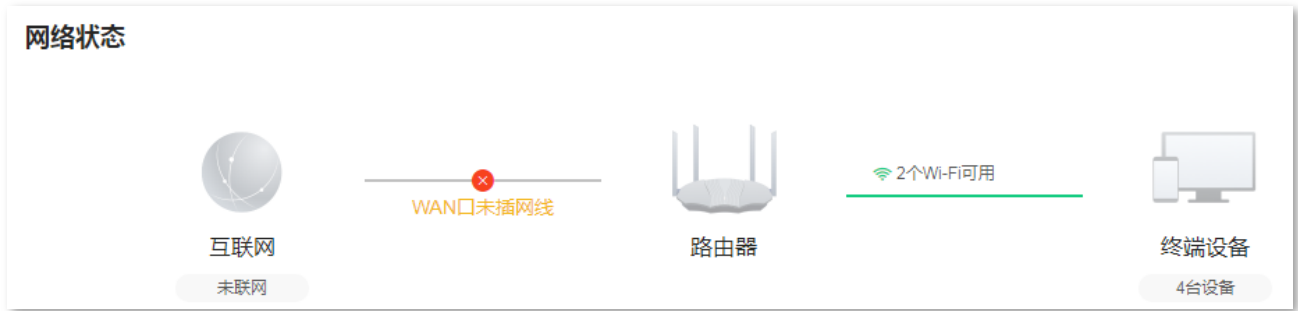 网络状态
2个Wi-Fi可用
WAN口未插网线
互联网
路由器
终端设备
未联网
4台设备